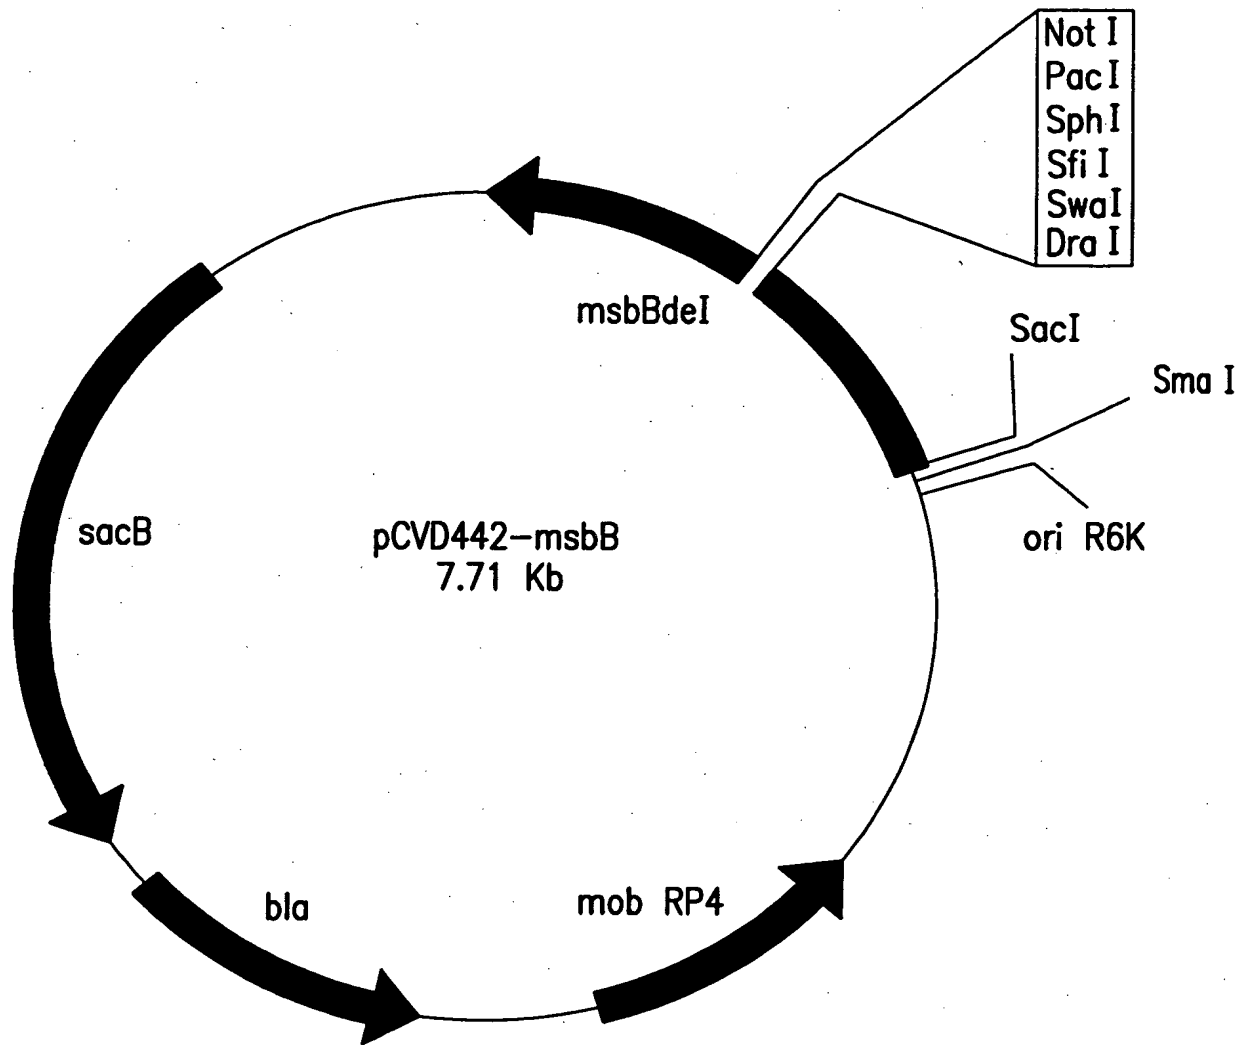 Not I
Pac I
Sph I
Sfi I
SwaI
Dra I
msbBdeI
SacI
Sma I
sacB
pCVD442-msbB
7.71 Kb
ori R6K
bla
mob RP4